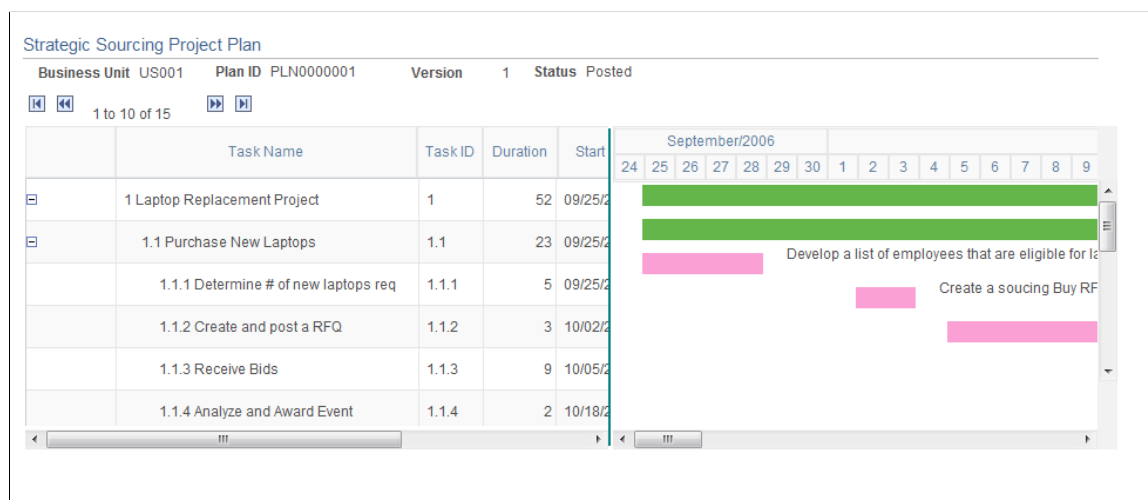 Strategic Sourcing Project Plan
Business Unit US001 Plan ID PLN0000001 Version 1 Status Posted
1 to 10 of 15
Task Name Task ID Duration Start
September/2006
24 25 26 27 28 29 30 1 2 3 4 5 6 7 8 9
1 Laptop Replacement Project 1 52 09/25/2
1.1 Purchase New Laptops 1.1 23 09/25/2
Develop a list of employees that are eligible for la
1.1.1 Determine # of new laptops req 1.1.1 5 09/25/2
Create a soucing Buy RF
1.1.2 Create and post a RFQ 1.1.2 3 10/02/2
1.1.3 Receive Bids 1.1.3 9 10/05/2
1.1.4 Analyze and Award Event 1.1.4 2 10/18/2